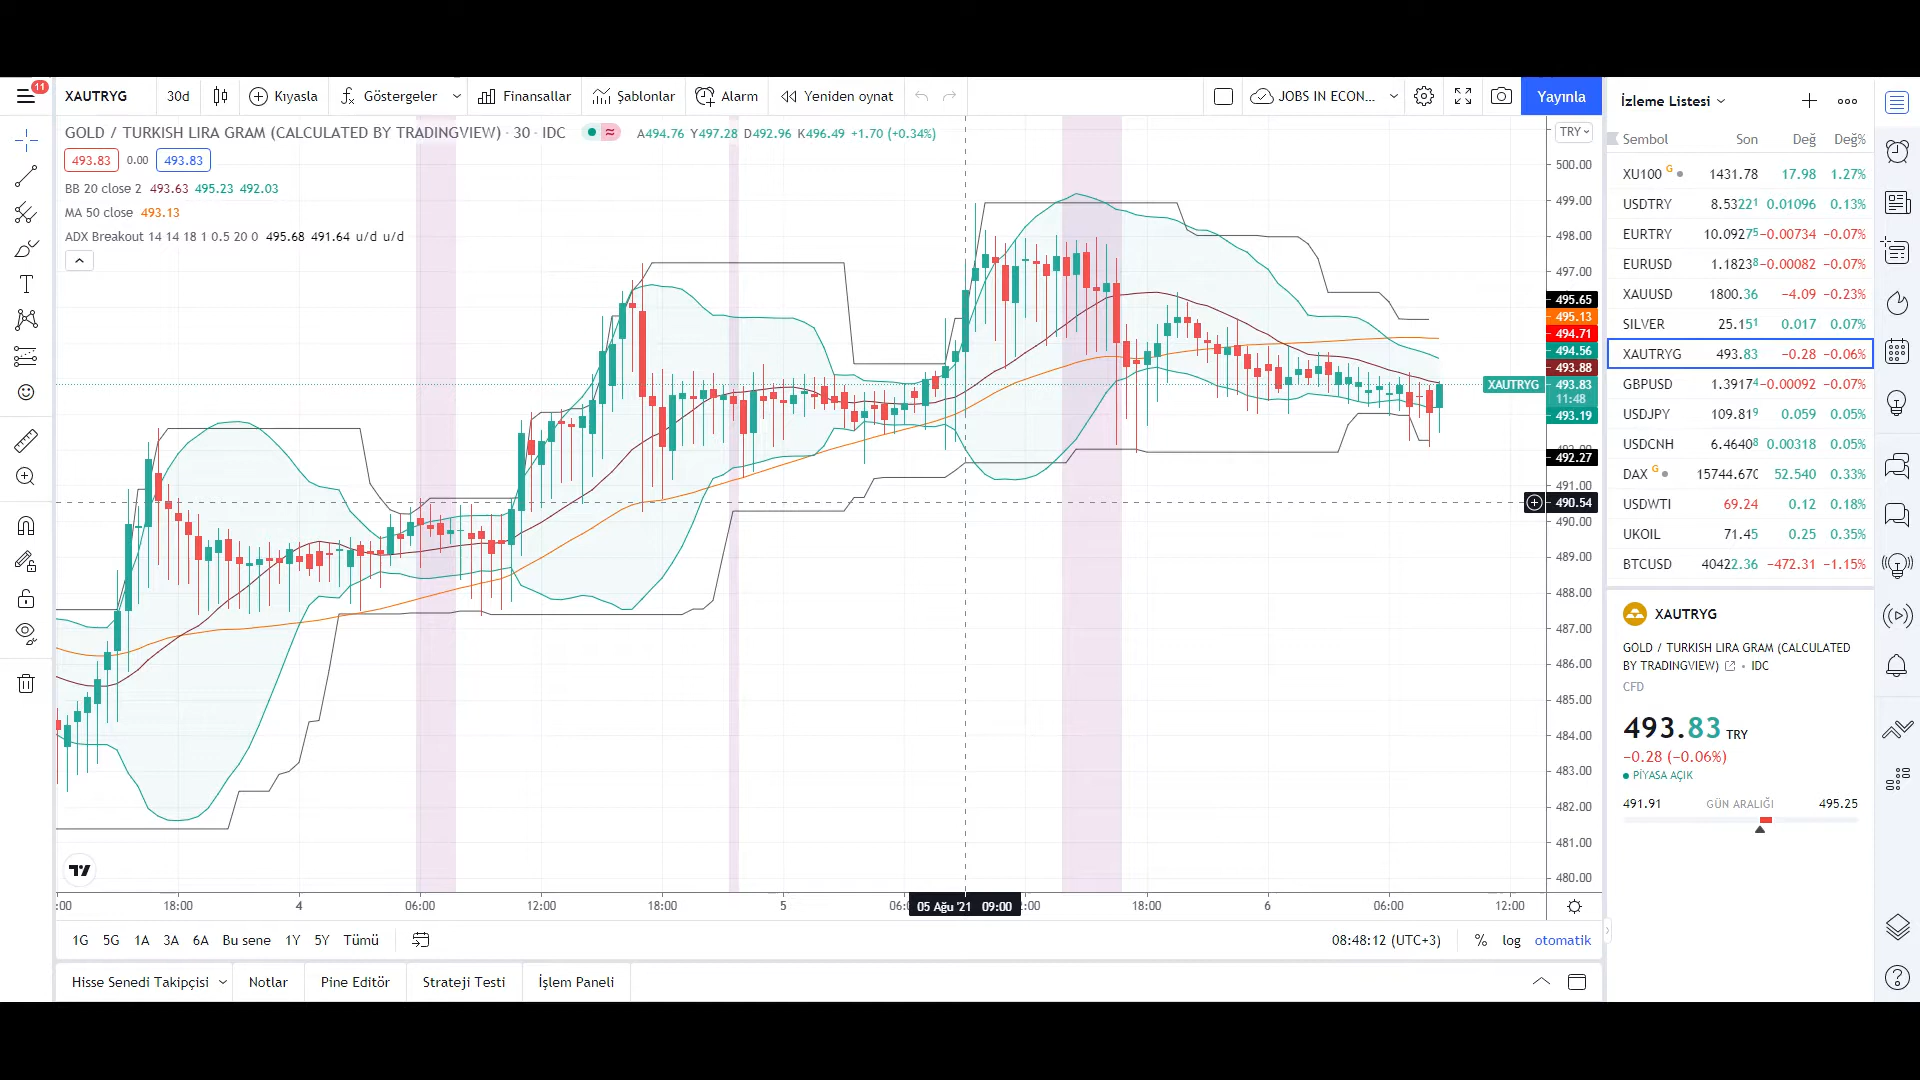 11
XAUTRYG
30d
Kıyasla
Göstergeler
Finansallar
Şablonlar
Alarm
Yeniden oynat
JOBS IN ECON...
Yayınla
GOLD / TURKISH LIRA GRAM (CALCULATED BY TRADINGVIEW) · 30 · IDC
A494.76 Y497.28 D492.96 K496.49 +1.70 (+0.34%)
493.83 0.00 493.83
BB 20 close 2 493.63 495.23 492.03
MA 50 close 493.13
ADX Breakout 14 14 18 1 0.5 20 0 495.68 491.64 u/d u/d
TRY
500.00
499.00
498.00
497.00
495.65
495.13
494.71
494.56
493.88
XAUTRYG 493.83
11:48
493.19
492.27
491.00
490.54
490.00
489.00
488.00
487.00
486.00
485.00
484.00
483.00
482.00
481.00
480.00
:00 18:00 4 06:00 12:00 18:00 5 06:0 05 Ağu '21 09:00 2:00 18:00 6 06:00 12:00
1G 5G 1A 3A 6A Bu sene 1Y 5Y Tümü
08:48:12 (UTC+3) % log otomatik
Hisse Senedi Takipçisi
Notlar
Pine Editör
Strateji Testi
İşlem Paneli
İzleme Listesi
Sembol Son Değ Değ%
XU100 G 1431.78 17.98 1.27%
USDTRY 8.53221 0.01096 0.13%
EURTRY 10.09275 −0.00734 −0.07%
EURUSD 1.18238 −0.00082 −0.07%
XAUUSD 1800.36 −4.09 −0.23%
SILVER 25.151 0.017 0.07%
XAUTRYG 493.83 −0.28 −0.06%
GBPUSD 1.39174 −0.00092 −0.07%
USDJPY 109.819 0.059 0.05%
USDCNH 6.46408 0.00318 0.05%
DAX G 15744.670 52.540 0.33%
USDWTI 69.24 0.12 0.18%
UKOIL 71.45 0.25 0.35%
BTCUSD 40422.36 −472.31 −1.15%
XAUTRYG
GOLD / TURKISH LIRA GRAM (CALCULATED
BY TRADINGVIEW) • IDC
CFD
493.83 TRY
−0.28 (−0.06%)
PİYASA AÇIK
491.91 GÜN ARALIĞI 495.25